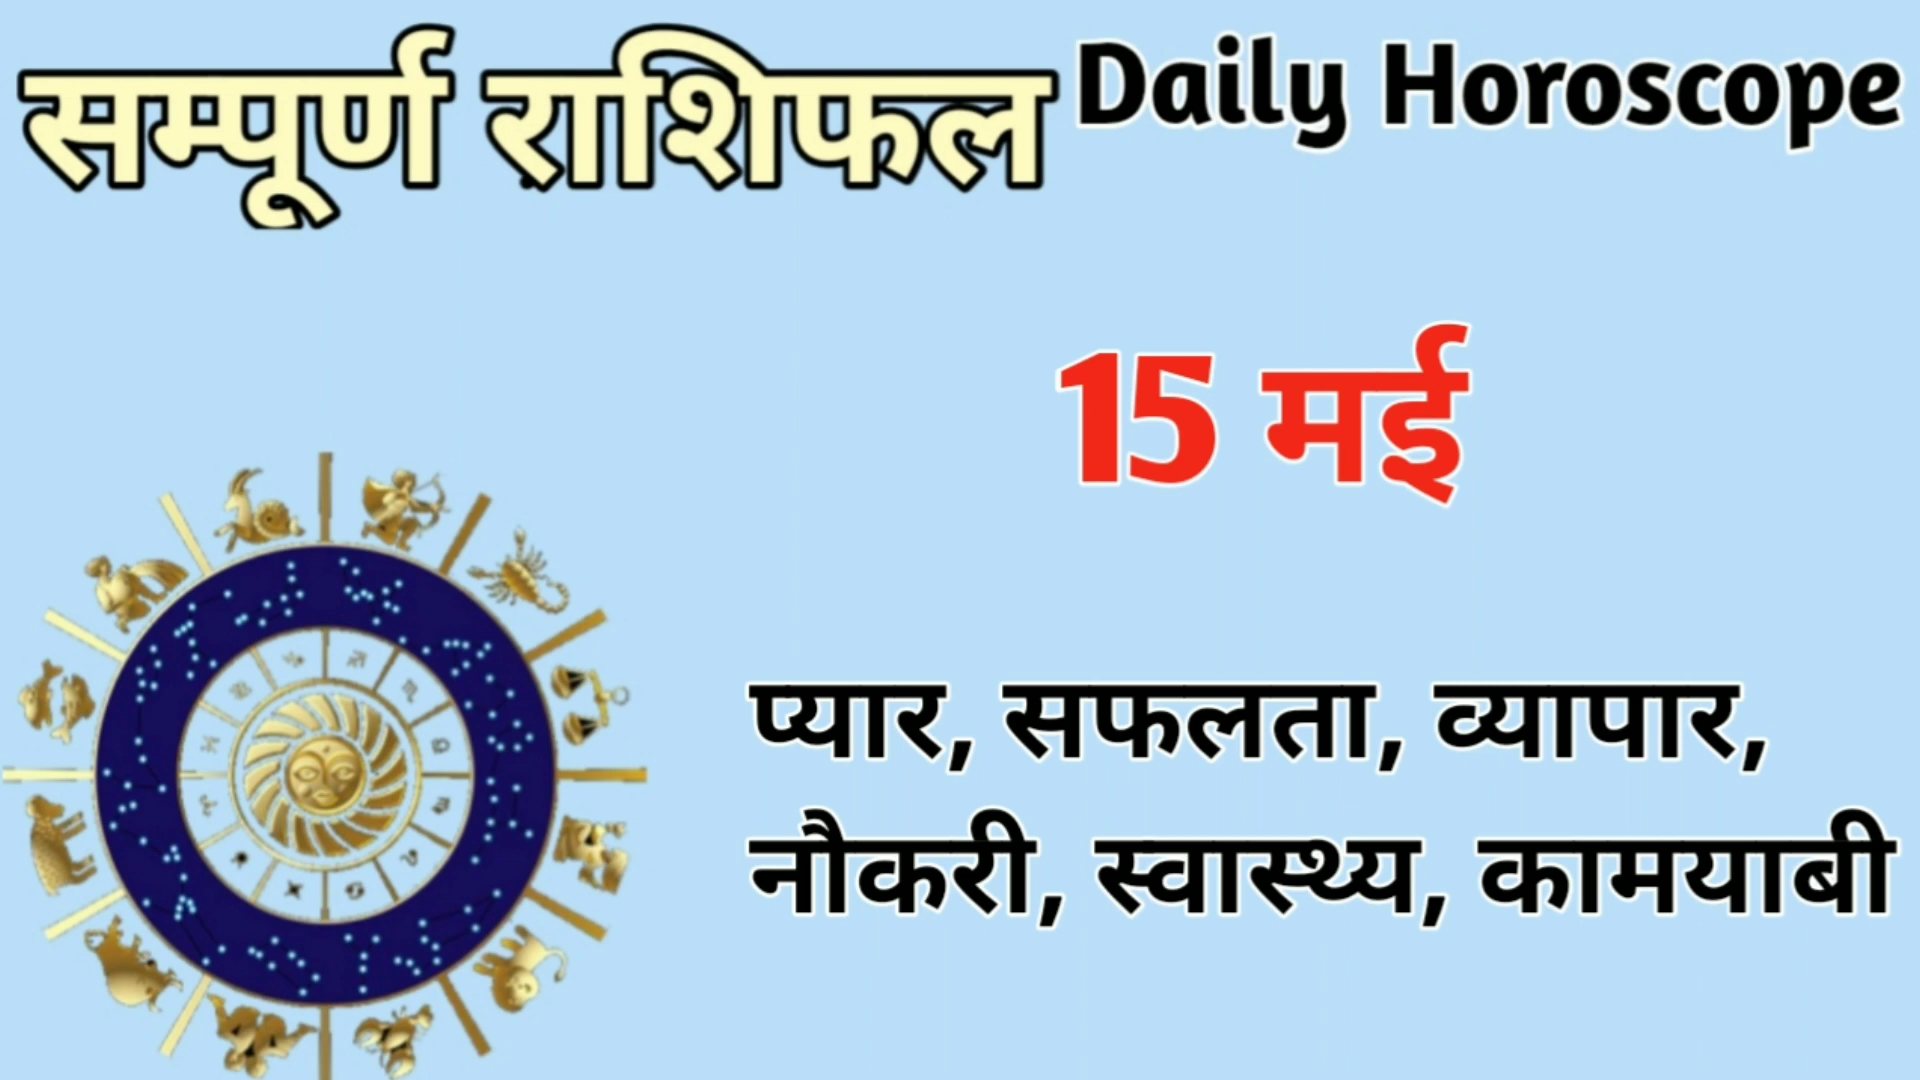 सम्पूर्ण राशिफल Daily Horoscope
15 मई
प्यार, सफलता, व्यापार,
नौकरी, स्वास्थ्य, कामयाबी